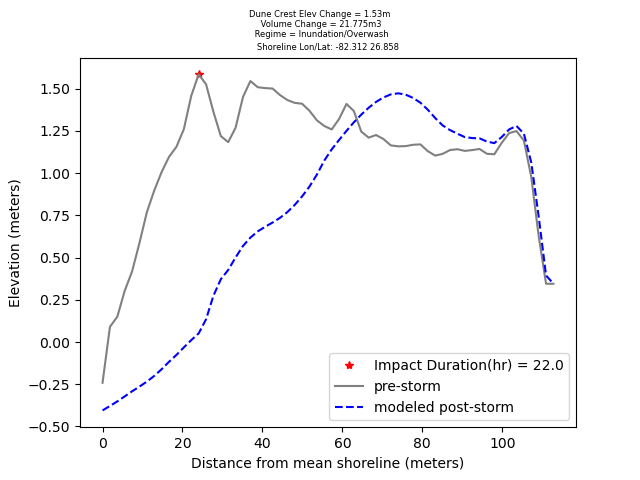 Dune Crest Elev Change = 1.53m
Volume Change = 21.775m3
Regime = Inundation/Overwash
Shoreline Lon/Lat: -82.312 26.858
1.50
1.25
1.00
0.75
0.50
0.25
0.00
−0.25
−0.50
Elevation (meters)
Impact Duration(hr) = 22.0
pre-storm
modeled post-storm
0 20 40 60 80 100
Distance from mean shoreline (meters)